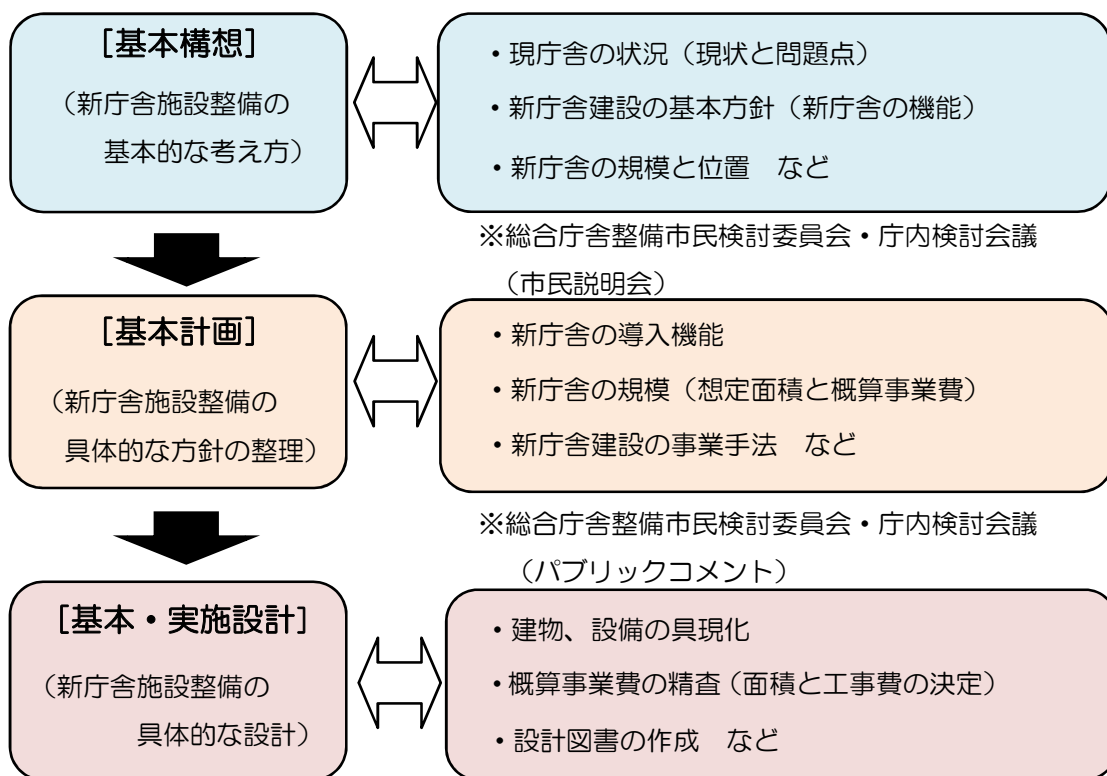 [基本構想]
（新庁舎施設整備の
基本的な考え方）
・現庁舎の状況（現状と問題点）
・新庁舎建設の基本方針（新庁舎の機能）
・新庁舎の規模と位置　など
※総合庁舎整備市民検討委員会・庁内検討会議
（市民説明会）
[基本計画]
（新庁舎施設整備の
具体的な方針の整理）
・新庁舎の導入機能
・新庁舎の規模（想定面積と概算事業費）
・新庁舎建設の事業手法　など
※総合庁舎整備市民検討委員会・庁内検討会議
（パブリックコメント）
[基本・実施設計]
（新庁舎施設整備の
具体的な設計）
・建物、設備の具現化
・概算事業費の精査（面積と工事費の決定）
・設計図書の作成　など